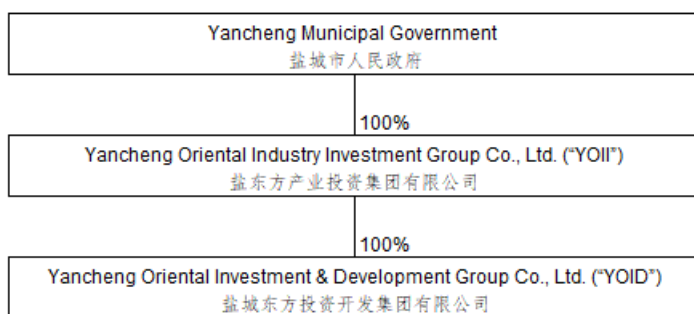 Yancheng Municipal Government
盐城市人民政府
100%
Yancheng Oriental Industry Investment Group Co., Ltd. (“YOII”)
盐东方产业投资集团有限公司
100%
Yancheng Oriental Investment & Development Group Co., Ltd. (“YOID”)
盐城东方投资开发集团有限公司